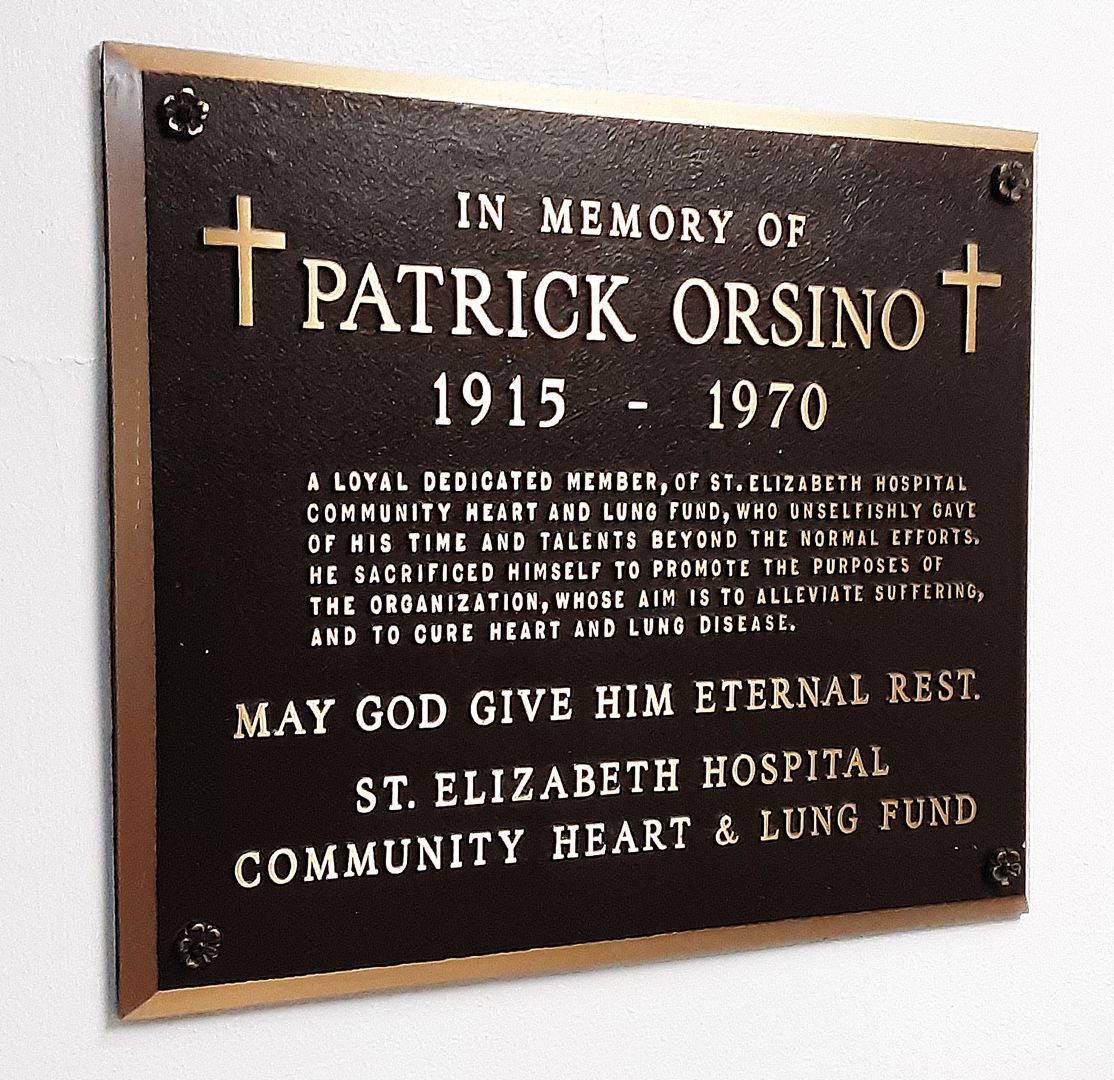 IN MEMORY OF
PATRICK ORSINO
1915 - 1970
A LOYAL DEDICATED MEMBER, OF ST. ELIZABETH HOSPITAL
COMMUNITY HEART AND LUNG FUND, WHO UNSELFISHLY GAVE
OF HIS TIME AND TALENTS BEYOND THE NORMAL EFFORTS.
HE SACRIFICED HIMSELF TO PROMOTE THE PURPOSES OF
THE ORGANIZATION, WHOSE AIM IS TO ALLEVIATE SUFFERING,
AND TO CURE HEART AND LUNG DISEASE.
MAY GOD GIVE HIM ETERNAL REST.
ST. ELIZABETH HOSPITAL
COMMUNITY HEART & LUNG FUND